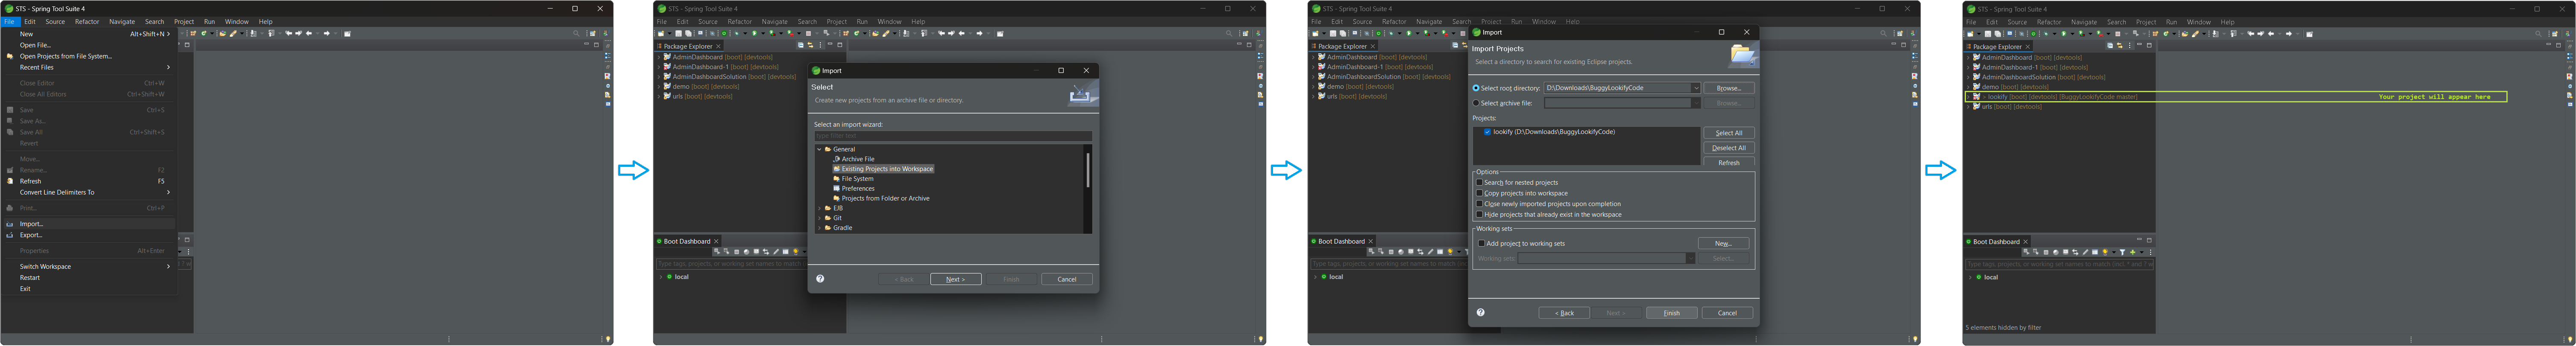 STS - Spring Tool Suite 4
File Edit Source Refactor Navigate Search Project Run Window Help
New Alt+Shift+N >
Open File...
Open Projects from File System...
Recent Files >
Close Editor Ctrl+W
Close All Editors Ctrl+Shift+W
Save Ctrl+S
Save As...
Save All Ctrl+Shift+S
Revert
Move...
Rename... F2
Refresh F5
Convert Line Delimiters To >
Print... Ctrl+P
Import...
Export...
Properties Alt+Enter
Switch Workspace >
Restart
Exit
STS - Spring Tool Suite 4
File Edit Source Refactor Navigate Search Project Run Window Help
Package Explorer
AdminDashboard [boot] [devtools]
AdminDashboard-1 [boot] [devtools]
AdminDashboardSolution [boot] [devtools]
demo [boot] [devtools]
urls [boot] [devtools]
Boot Dashboard
Type tags, projects, or working set names to match
local
Import
Select
Create new projects from an archive file or directory.
Select an import wizard:
type filter text
General
Archive File
Existing Projects into Workspace
File System
Preferences
Projects from Folder or Archive
EJB
Git
Gradle
< Back Next > Finish Cancel
STS - Spring Tool Suite 4
File Edit Source Refactor Navigate Search Project Run Window Help
Package Explorer
AdminDashboard [boot] [devtools]
AdminDashboard-1 [boot] [devtools]
AdminDashboardSolution [boot] [devtools]
demo [boot] [devtools]
urls [boot] [devtools]
Boot Dashboard
Type tags, projects, or working set names to match
local
Import
Import Projects
Select a directory to search for existing Eclipse projects.
Select root directory: D:\Downloads\BuggyLookifyCode Browse...
Select archive file: Browse...
Projects:
lookify (D:\Downloads\BuggyLookifyCode)
Select All
Deselect All
Refresh
Options
Search for nested projects
Copy projects into workspace
Close newly imported projects upon completion
Hide projects that already exist in the workspace
Working sets
Add project to working sets New...
Working sets: Select...
< Back Next > Finish Cancel
STS - Spring Tool Suite 4
File Edit Source Refactor Navigate Search Project Run Window Help
Package Explorer
AdminDashboard [boot] [devtools]
AdminDashboard-1 [boot] [devtools]
AdminDashboardSolution [boot] [devtools]
demo [boot] [devtools]
> lookify [boot] [devtools] [BuggyLookifyCode master] Your project will appear here
urls [boot] [devtools]
Boot Dashboard
Type tags, projects, or working set names to match
local
5 elements hidden by filter